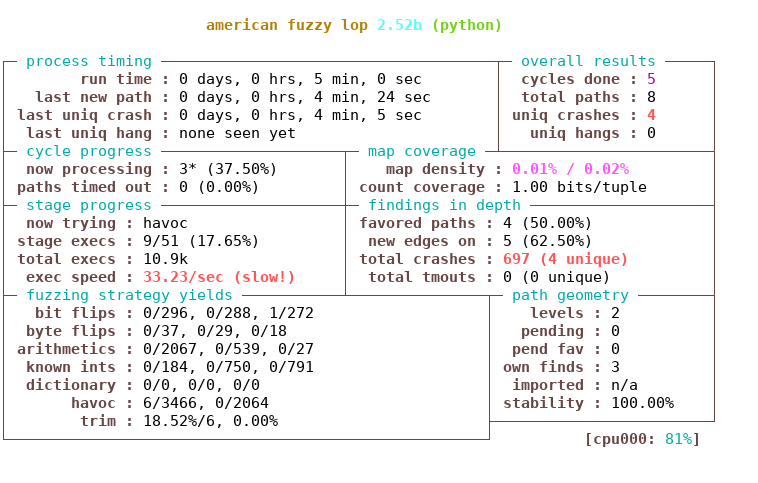 american fuzzy lop 2.52b (python)
process timing overall results
run time : 0 days, 0 hrs, 5 min, 0 sec cycles done : 5
last new path : 0 days, 0 hrs, 4 min, 24 sec total paths : 8
last uniq crash : 0 days, 0 hrs, 4 min, 5 sec uniq crashes : 4
last uniq hang : none seen yet uniq hangs : 0
cycle progress map coverage
now processing : 3* (37.50%) map density : 0.01% / 0.02%
paths timed out : 0 (0.00%) count coverage : 1.00 bits/tuple
stage progress findings in depth
now trying : havoc favored paths : 4 (50.00%)
stage execs : 9/51 (17.65%) new edges on : 5 (62.50%)
total execs : 10.9k total crashes : 697 (4 unique)
exec speed : 33.23/sec (slow!) total tmouts : 0 (0 unique)
fuzzing strategy yields path geometry
bit flips : 0/296, 0/288, 1/272 levels : 2
byte flips : 0/37, 0/29, 0/18 pending : 0
arithmetics : 0/2067, 0/539, 0/27 pend fav : 0
known ints : 0/184, 0/750, 0/791 own finds : 3
dictionary : 0/0, 0/0, 0/0 imported : n/a
havoc : 6/3466, 0/2064 stability : 100.00%
trim : 18.52%/6, 0.00%
[cpu000: 81%]